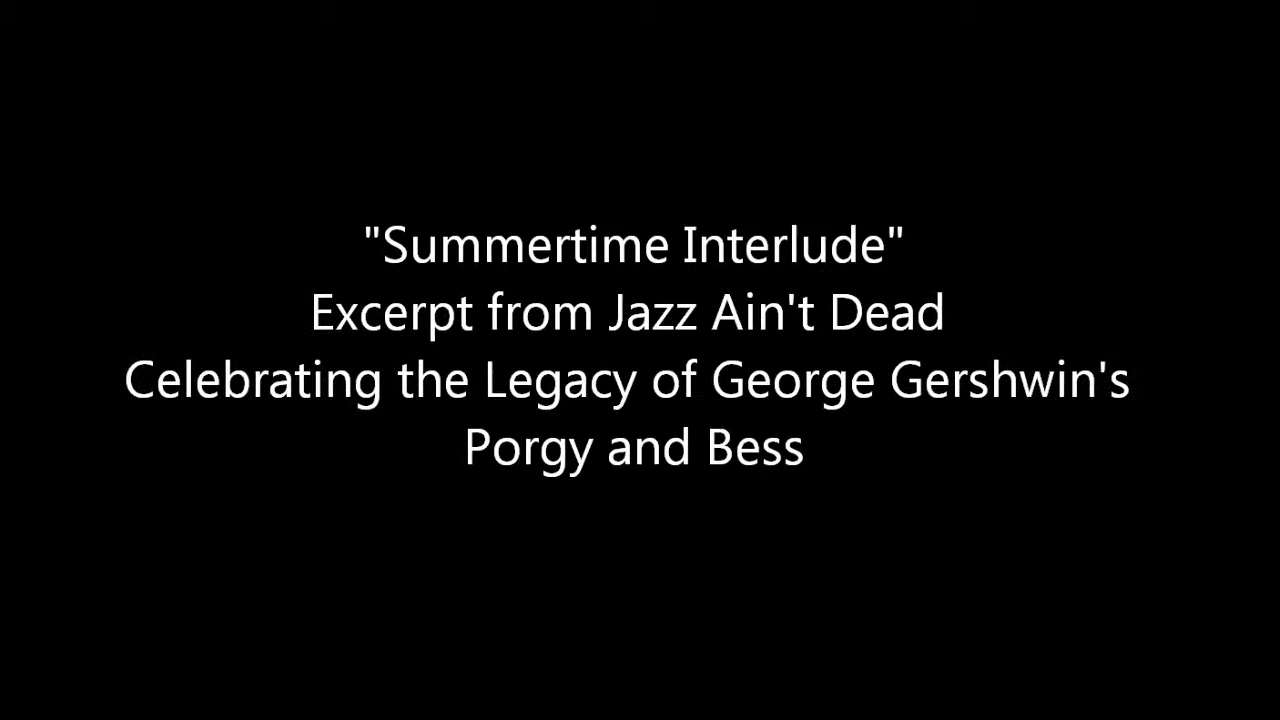 "Summertime Interlude"
Excerpt from Jazz Ain't Dead
Celebrating the Legacy of George Gershwin's
Porgy and Bess